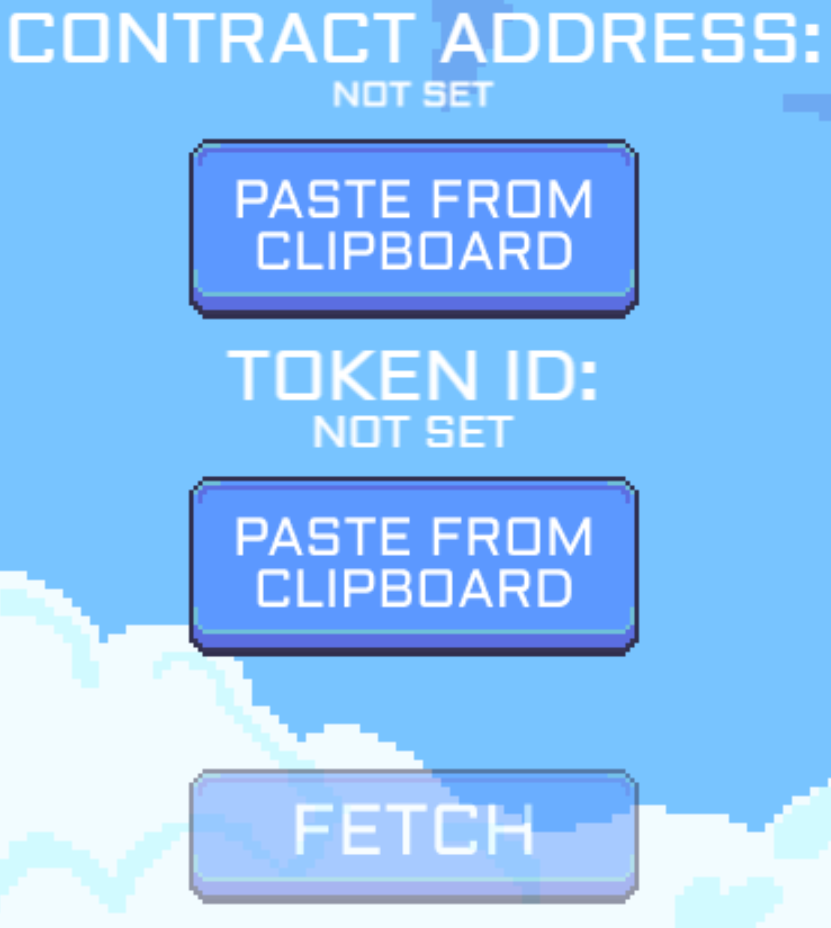 CONTRACT ADDRESS:
NOT SET
PASTE FROM
CLIPBOARD
TOKEN ID:
NOT SET
PASTE FROM
CLIPBOARD
FETCH